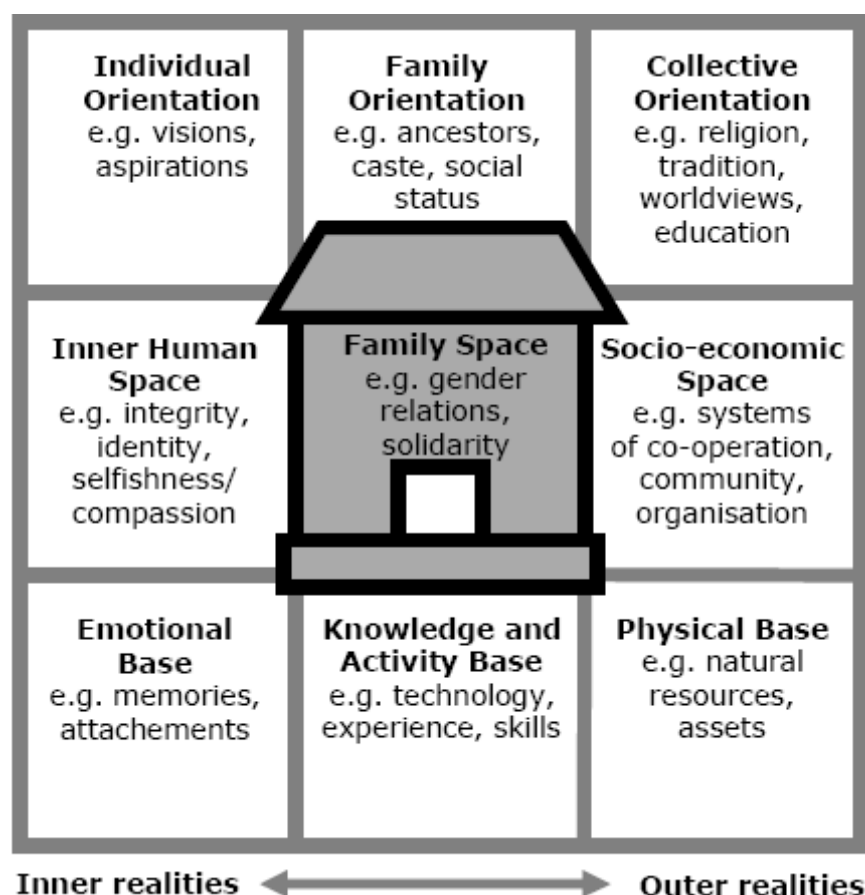 Individual
Orientation
e.g. visions,
aspirations
Family
Orientation
e.g. ancestors,
caste, social
status
Collective
Orientation
e.g. religion,
tradition,
worldviews,
education
Inner Human
Space
e.g. integrity,
identity,
selfishness/
compassion
Family Space
e.g. gender
relations,
solidarity
Socio-economic
Space
e.g. systems
of co-operation,
community,
organisation
Emotional
Base
e.g. memories,
attachements
Knowledge and
Activity Base
e.g. technology,
experience, skills
Physical Base
e.g. natural
resources,
assets
Inner realities
Outer realities